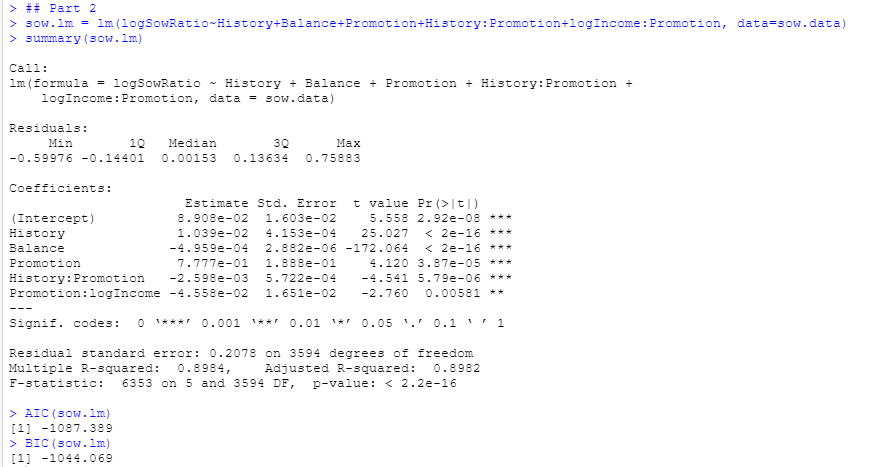 > ## Part 2
> sow.lm = lm(logSowRatio~History+Balance+Promotion+History:Promotion+logIncome:Promotion, data=sow.data)
> summary(sow.lm)

Call:
lm(formula = logSowRatio ~ History + Balance + Promotion + History:Promotion +
    logIncome:Promotion, data = sow.data)

Residuals:
     Min       1Q   Median       3Q      Max
-0.59976 -0.14401  0.00153  0.13634  0.75883

Coefficients:
                      Estimate Std. Error  t value Pr(>|t|)
(Intercept)          8.908e-02  1.603e-02    5.558 2.92e-08 ***
History              1.039e-02  4.153e-04   25.027  < 2e-16 ***
Balance             -4.959e-04  2.882e-06 -172.064  < 2e-16 ***
Promotion            7.777e-01  1.888e-01    4.120 3.87e-05 ***
History:Promotion   -2.598e-03  5.722e-04   -4.541 5.79e-06 ***
Promotion:logIncome -4.558e-02  1.651e-02   -2.760  0.00581 **
---
Signif. codes:  0 ‘***’ 0.001 ‘**’ 0.01 ‘*’ 0.05 ‘.’ 0.1 ‘ ’ 1

Residual standard error: 0.2078 on 3594 degrees of freedom
Multiple R-squared:  0.8984,    Adjusted R-squared:  0.8982
F-statistic:  6353 on 5 and 3594 DF,  p-value: < 2.2e-16

> AIC(sow.lm)
[1] -1087.389
> BIC(sow.lm)
[1] -1044.069